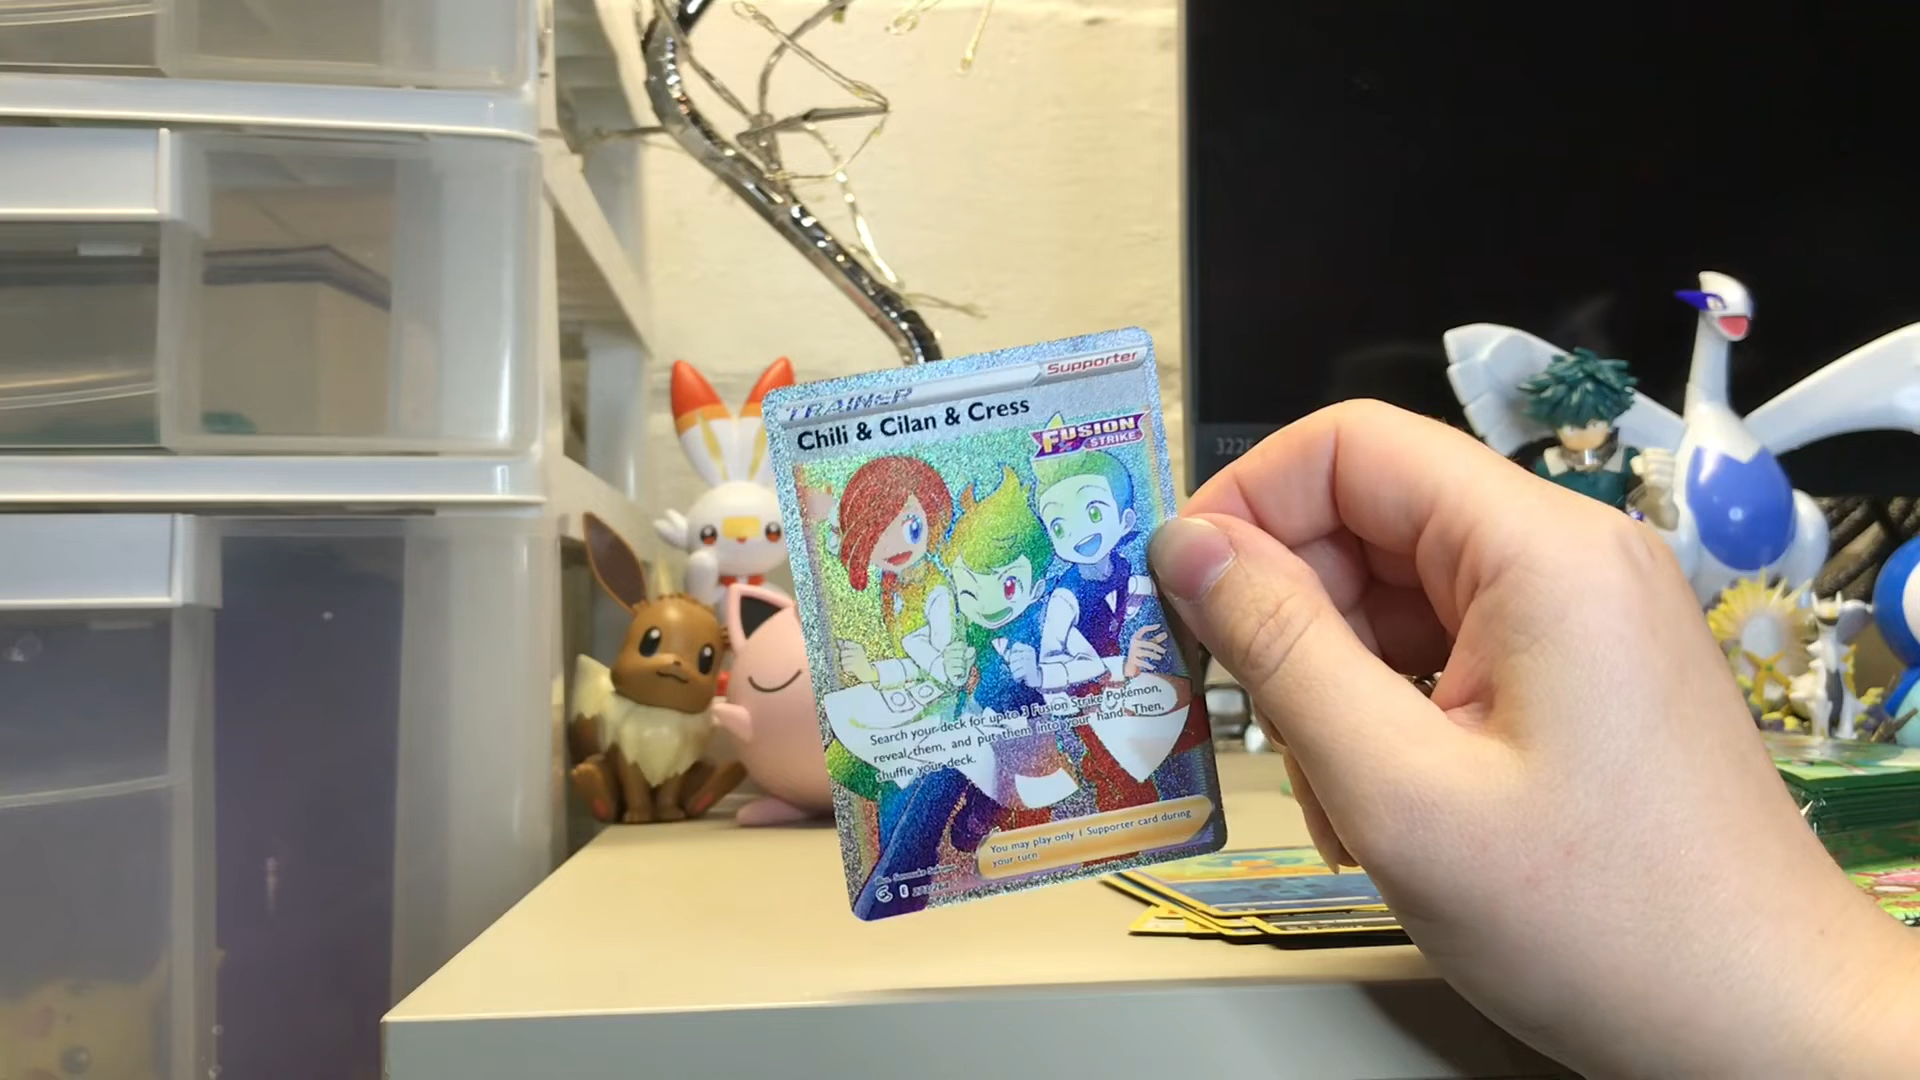 TRAINER
Supporter
Chili & Cilan & Cress
FUSION
STRIKE
322
Search your deck for up to 3 Fusion Strike Pokémon,
reveal them, and put them into your hand. Then,
shuffle your deck.
You may play only 1 Supporter card during
your turn.